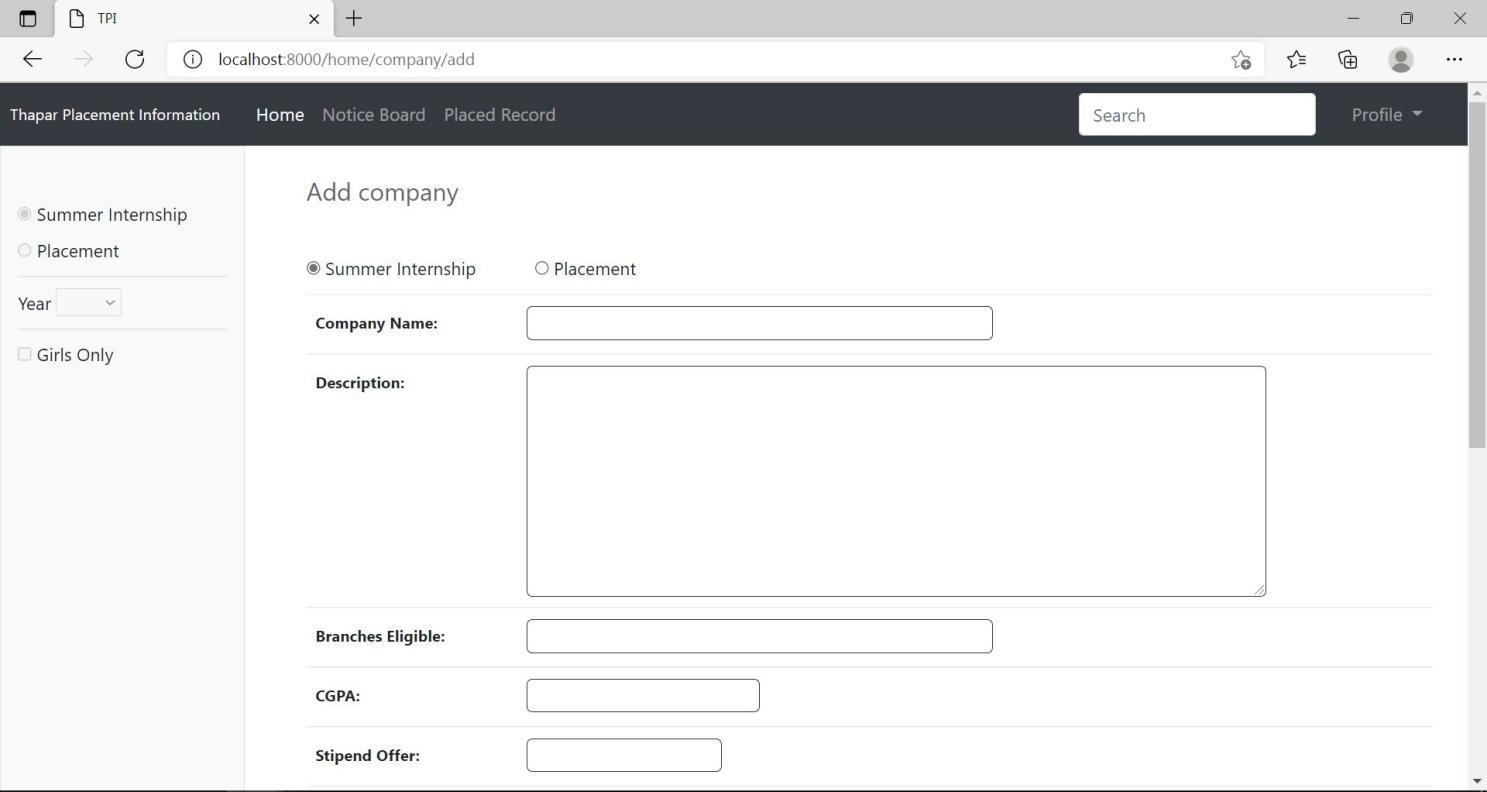 TPI
localhost:8000/home/company/add
Thapar Placement Information Home Notice Board Placed Record Search Profile
Add company
Summer Internship
Placement
Year
Girls Only
Summer Internship Placement
Company Name:
Description:
Branches Eligible:
CGPA:
Stipend Offer: